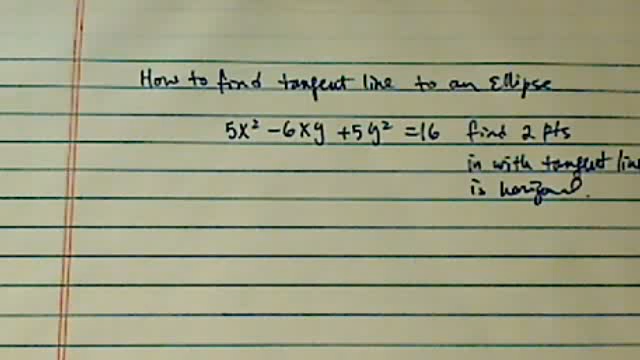 How to find tangent line to an Ellipse
5x² - 6xy + 5y² = 16 find 2 pts
in with tangent line
is